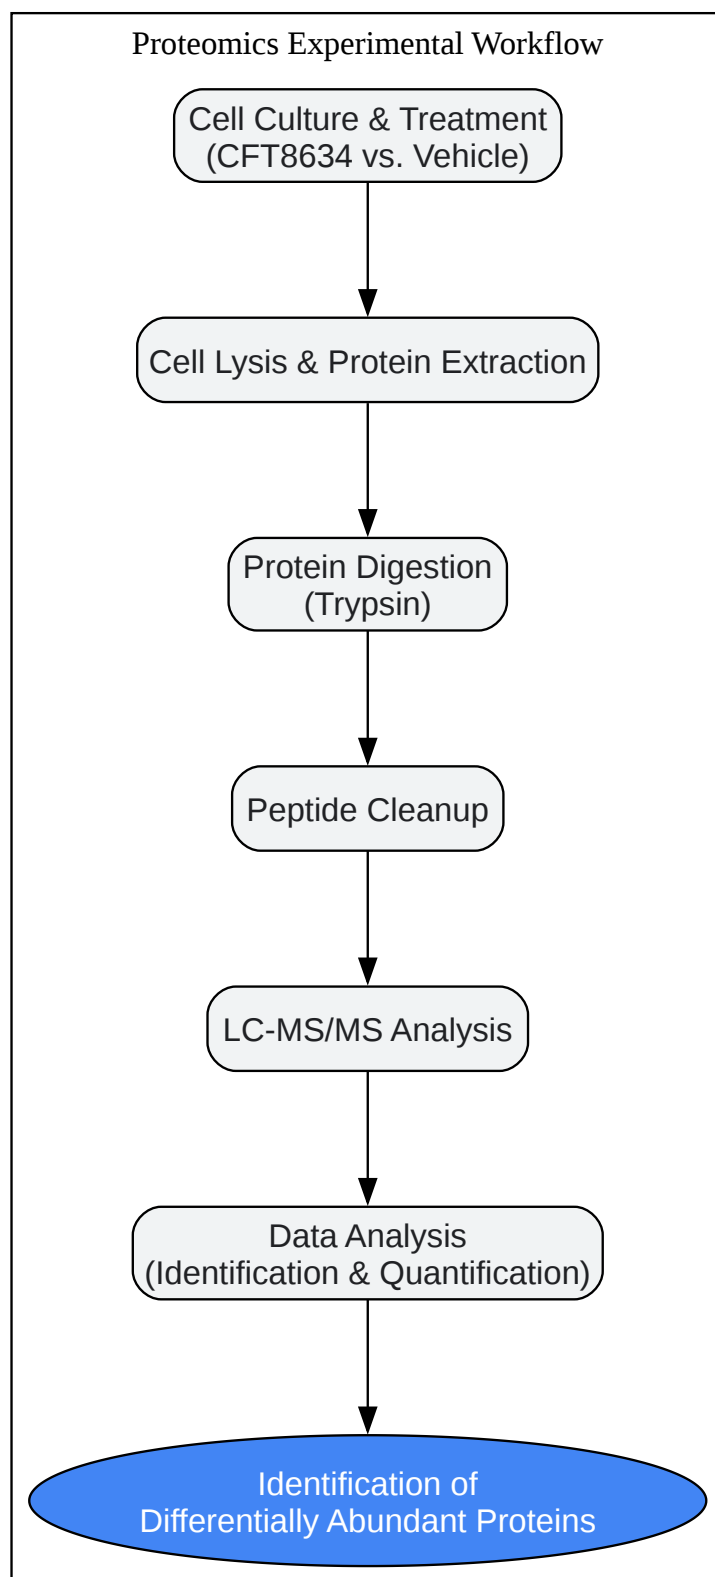 Proteomics Experimental Workflow
Cell Culture & Treatment
(CFT8634 vs. Vehicle)
Cell Lysis & Protein Extraction
Protein Digestion
(Trypsin)
Peptide Cleanup
LC-MS/MS Analysis
Data Analysis
(Identification & Quantification)
Identification of
Differentially Abundant Proteins